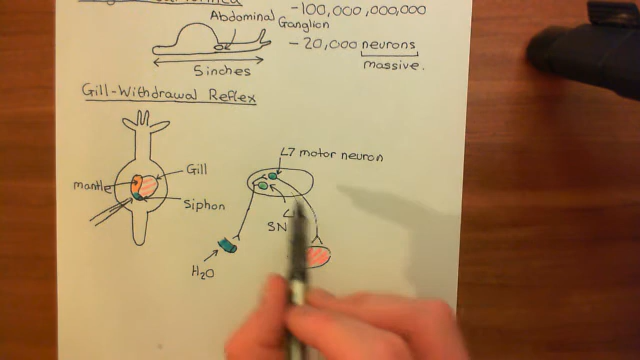 -100,000,000,000
Abdominal
Ganglion
-20,000 neurons
massive.
5inches
Gill-Withdrawal Reflex
L7 motor neuron
Gill
mantle
Siphon
SN
H2O